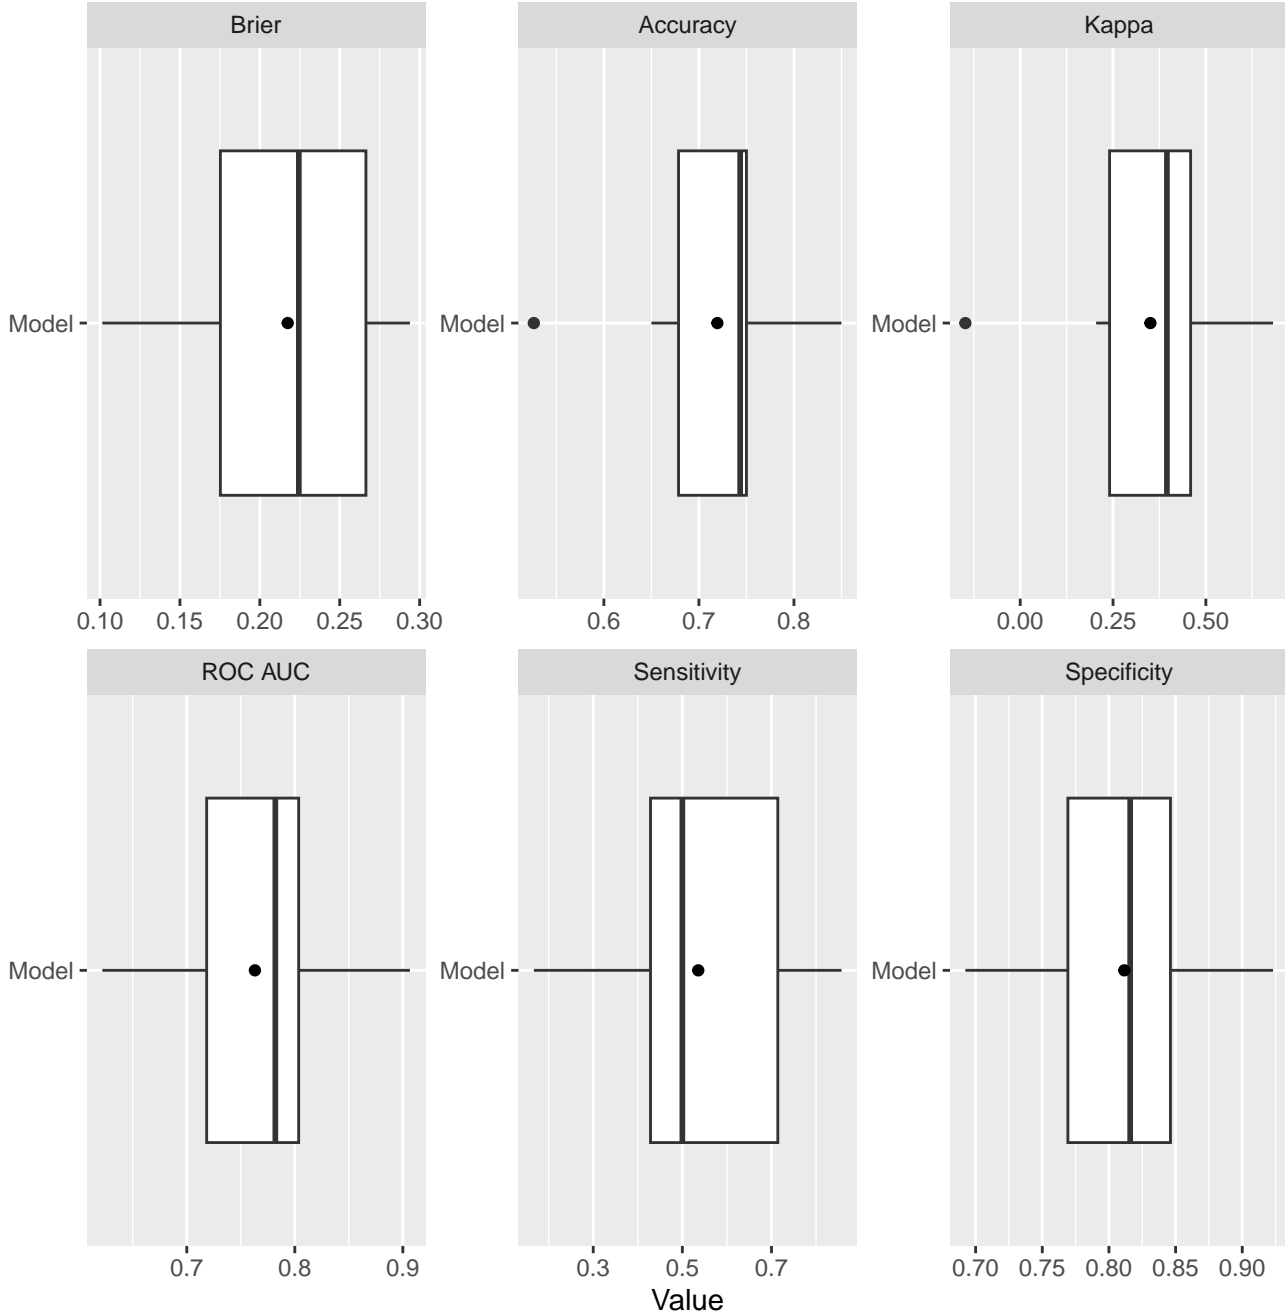 Brier Accuracy Kappa
Model Model Model
0.10 0.15 0.20 0.25 0.30 0.6 0.7 0.8 0.00 0.25 0.50
ROC AUC Sensitivity Specificity
Model Model Model
0.7 0.8 0.9 0.3 0.5 0.7 0.70 0.75 0.80 0.85 0.90
Value